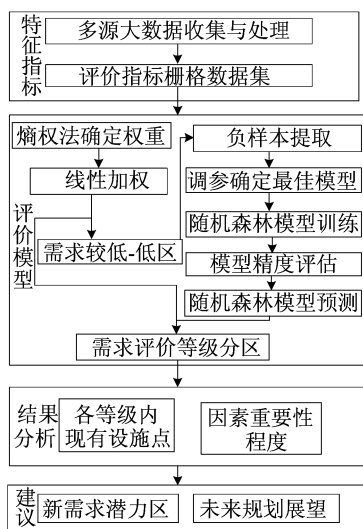 特征指标
多源大数据收集与处理
评价指标栅格数据集
评价模型
熵权法确定权重
线性加权
需求较低-低区
负样本提取
调参确定最佳模型
随机森林模型训练
模型精度评估
随机森林模型预测
需求评价等级分区
结果
分析
各等级内
现有设施点
因素重要性
程度
建议
新需求潜力区
未来规划展望